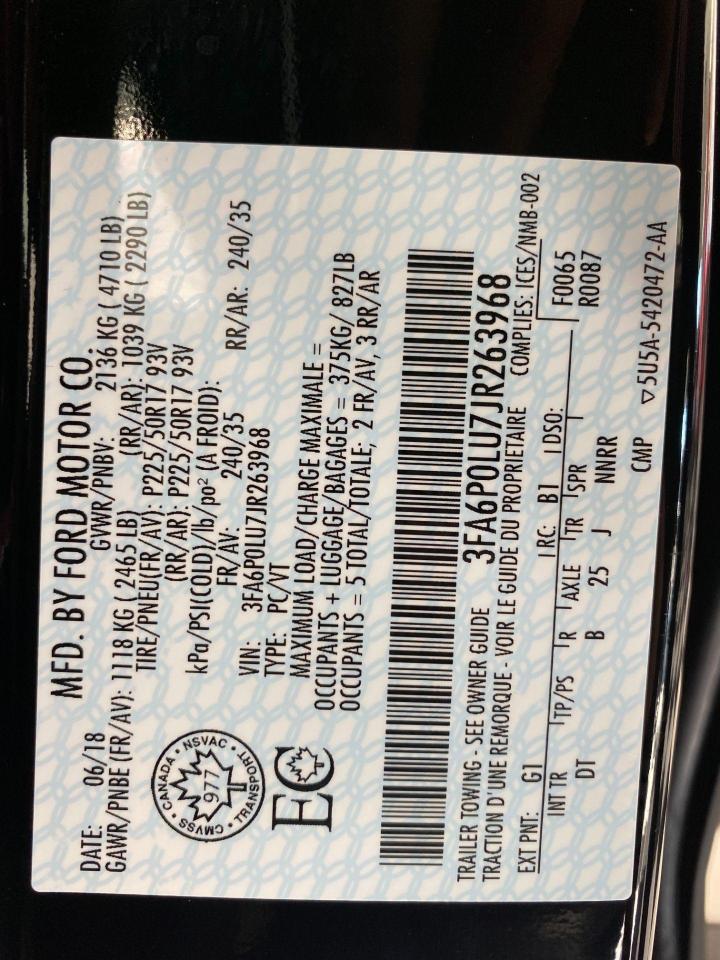 MFD. BY FORD MOTOR CO.
DATE: 06/18 GVWR/PNBV: 2136 KG ( 4710 LB)
GAWR/PNBE (FR/AV): 1118 KG ( 2465 LB) (RR/AR): 1039 KG ( 2290 LB)
TIRE/PNEU(FR/AV): P225/50R17 93V
(RR/AR): P225/50R17 93V
kPa/PSI(COLD)/lb/po² (A FROID):
FR/AV: 240/35 RR/AR: 240/35
VIN: 3FA6P0LU7JR263968
TYPE: PC/VT
MAXIMUM LOAD/CHARGE MAXIMALE =
OCCUPANTS + LUGGAGE/BAGAGES = 375KG/ 827LB
OCCUPANTS = 5 TOTAL/TOTALE; 2 FR/AV, 3 RR/AR
CANADA • NSVAC • TRANSPORT • CMVSS •
977
EC
3FA6P0LU7JR263968
TRAILER TOWING - SEE OWNER GUIDE
TRACTION D'UNE REMORQUE - VOIR LE GUIDE DU PROPRIETAIRE COMPLIES: ICES/NMB-002
EXT PNT: G1 RC: B1 DSO: F0065
R0087
INT TR TP/PS R AXLE TR SPR
DT B 25 J NNRR
CMP ▽5U5A-5420472-AA